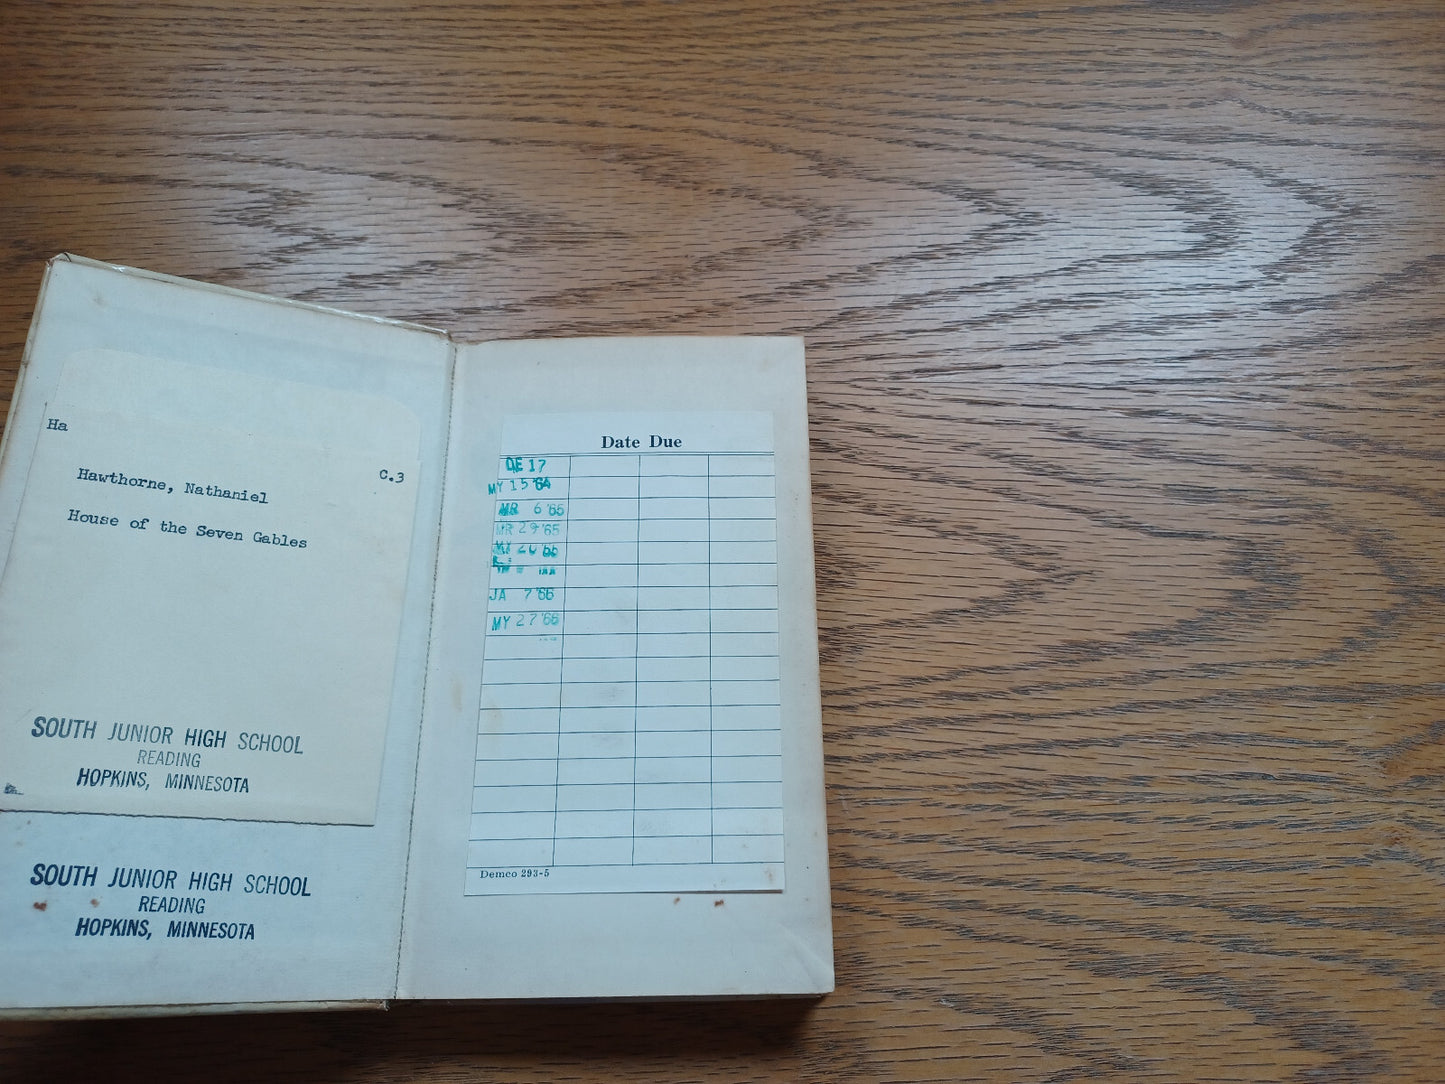 Ha
C.3
Hawthorne, Nathaniel
House of the Seven Gables
SOUTH JUNIOR HIGH SCHOOL
READING
HOPKINS, MINNESOTA
SOUTH JUNIOR HIGH SCHOOL
READING
HOPKINS, MINNESOTA
Date Due
DE 17
MY 15 '64
MR 6 '65
MR 29 '65
JA 7 '66
MY 27 '66
Demco 293-5